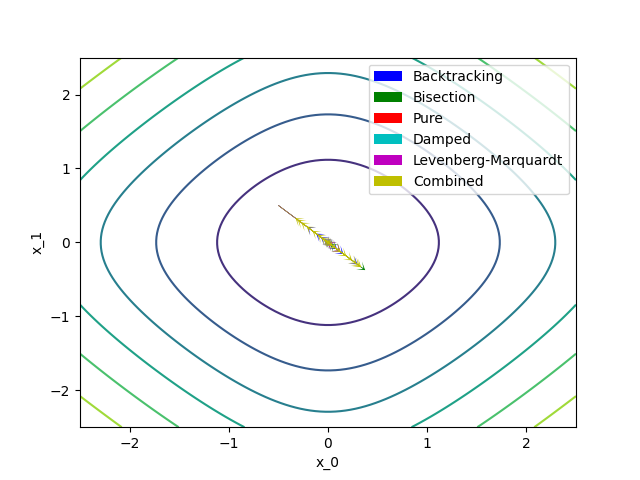 Backtracking
Bisection
Pure
Damped
Levenberg-Marquardt
Combined
2
1
0
−1
−2
x_1
−2
−1
0
1
2
x_0